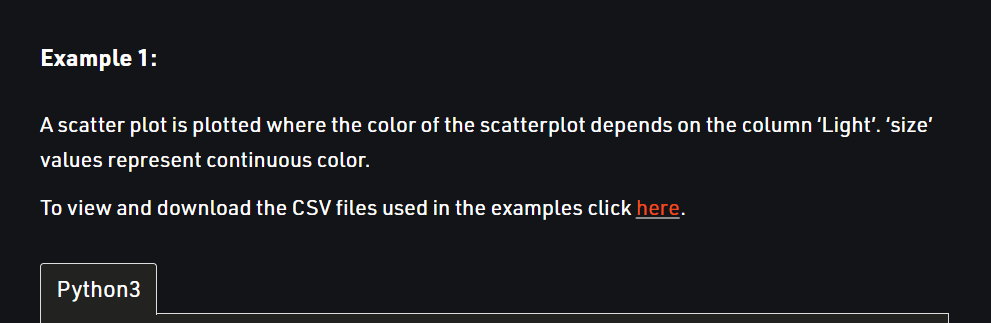 Example 1:
A scatter plot is plotted where the color of the scatterplot depends on the column ‘Light’. ‘size’
values represent continuous color.
To view and download the CSV files used in the examples click here.
Python3